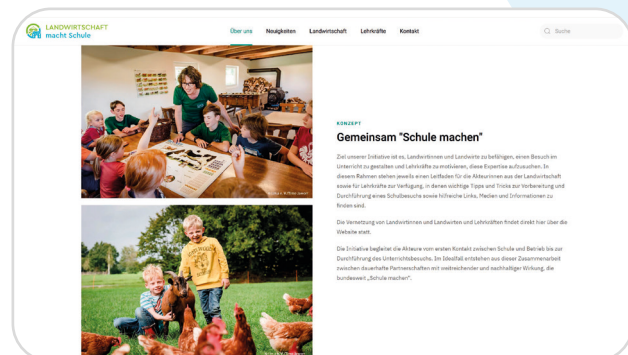 LANDWIRTSCHAFT
macht Schule
Über uns Neuigkeiten Landwirtschaft Lehrkräfte Kontakt
Suche
KONZEPT
Gemeinsam "Schule machen"
Ziel unserer Initiative ist es, Landwirtinnen und Landwirte zu befähigen, einen Besuch im
Unterricht zu gestalten und Lehrkräfte zu motivieren, diese Expertise aufzusuchen. In
diesem Rahmen stehen jeweils einen Leitfaden für die Akteurinnen aus der Landwirtschaft
sowie für Lehrkräfte zur Verfügung, in denen wichtige Tipps und Tricks zur Vorbereitung und
Durchführung eines Schulbesuchs sowie hilfreiche Links, Medien und Informationen zu
finden sind.
Die Vernetzung von Landwirtinnen und Landwirten und Lehrkräften findet direkt hier über die
Website statt.
Die Initiative begleitet die Akteure vom ersten Kontakt zwischen Schule und Betrieb bis zur
Durchführung des Unterrichtsbesuchs. Im Idealfall entstehen aus dieser Zusammenarbeit
zwischen dauerhafte Partnerschaften mit weitreichender und nachhaltiger Wirkung, die
bundesweit „Schule machen".